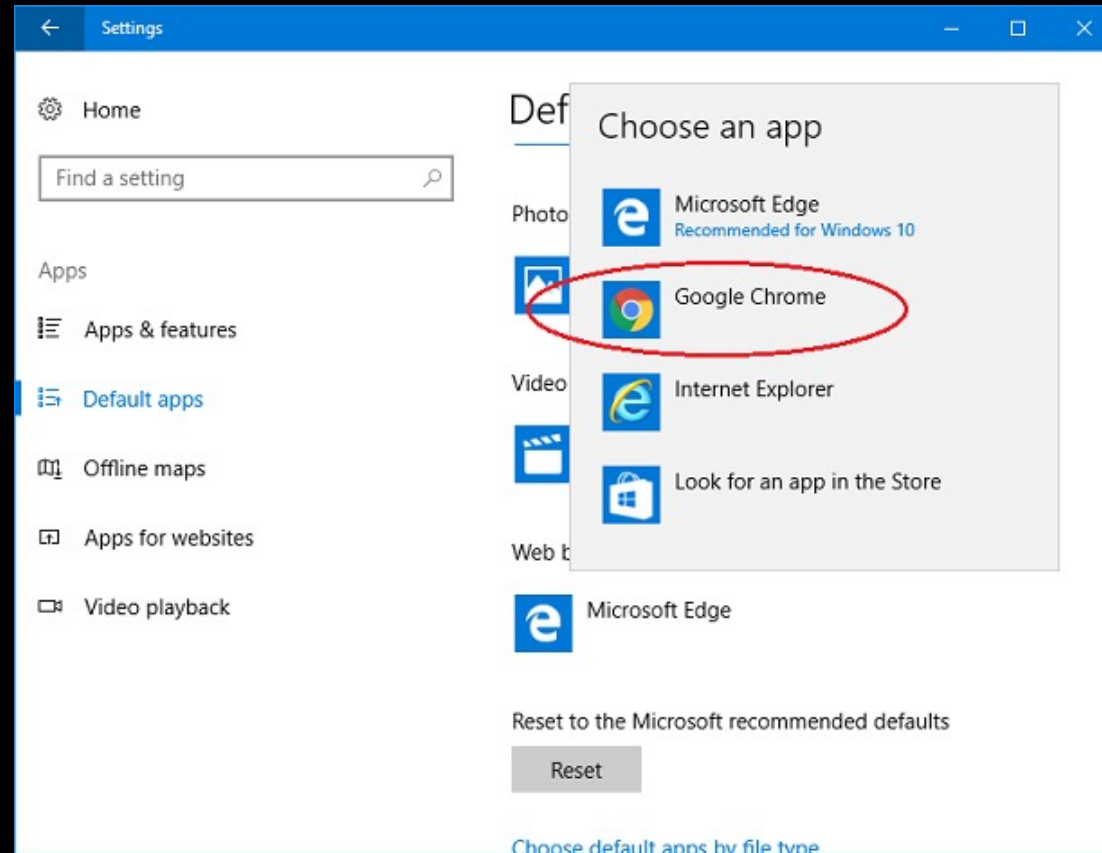 Settings
Home
Find a setting
Apps
Apps & features
Default apps
Offline maps
Apps for websites
Video playback
Def
Photo
Video
Web b
Microsoft Edge
Reset to the Microsoft recommended defaults
Reset
Choose default apps by file type
Choose an app
Microsoft Edge
Recommended for Windows 10
Google Chrome
Internet Explorer
Look for an app in the Store